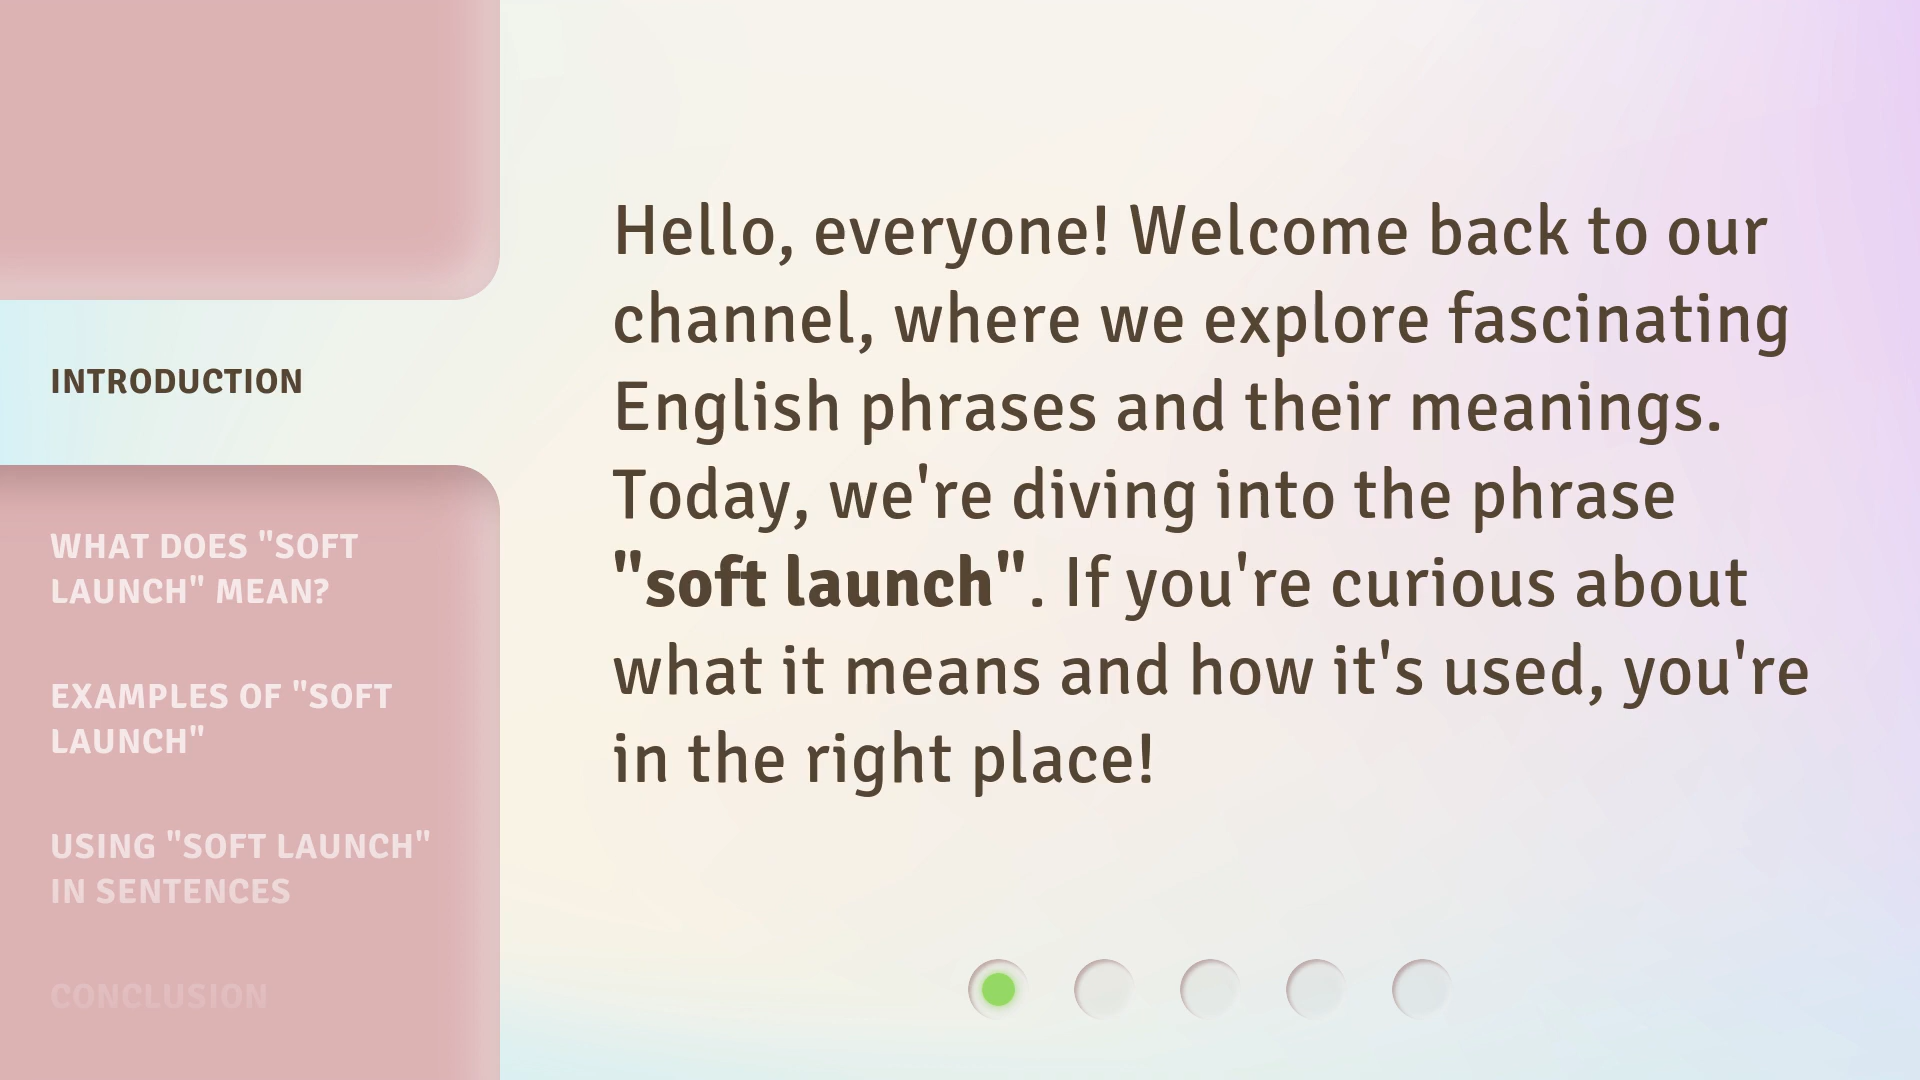 INTRODUCTION
WHAT DOES "SOFT
LAUNCH" MEAN?
EXAMPLES OF "SOFT
LAUNCH"
USING "SOFT LAUNCH"
IN SENTENCES
CONCLUSION
Hello, everyone! Welcome back to our
channel, where we explore fascinating
English phrases and their meanings.
Today, we're diving into the phrase
"soft launch". If you're curious about
what it means and how it's used, you're
in the right place!